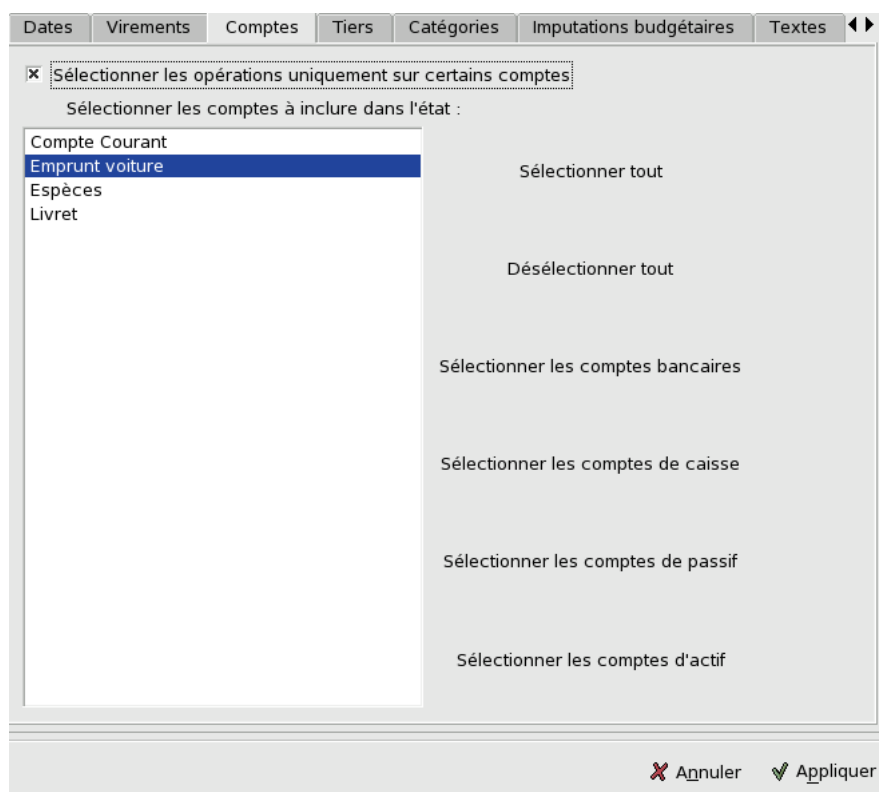 Dates Virements Comptes Tiers Catégories Imputations budgétaires Textes
Sélectionner les opérations uniquement sur certains comptes
Sélectionner les comptes à inclure dans l'état :
Compte Courant
Emprunt voiture
Espèces
Livret
Sélectionner tout
Désélectionner tout
Sélectionner les comptes bancaires
Sélectionner les comptes de caisse
Sélectionner les comptes de passif
Sélectionner les comptes d'actif
Annuler Appliquer